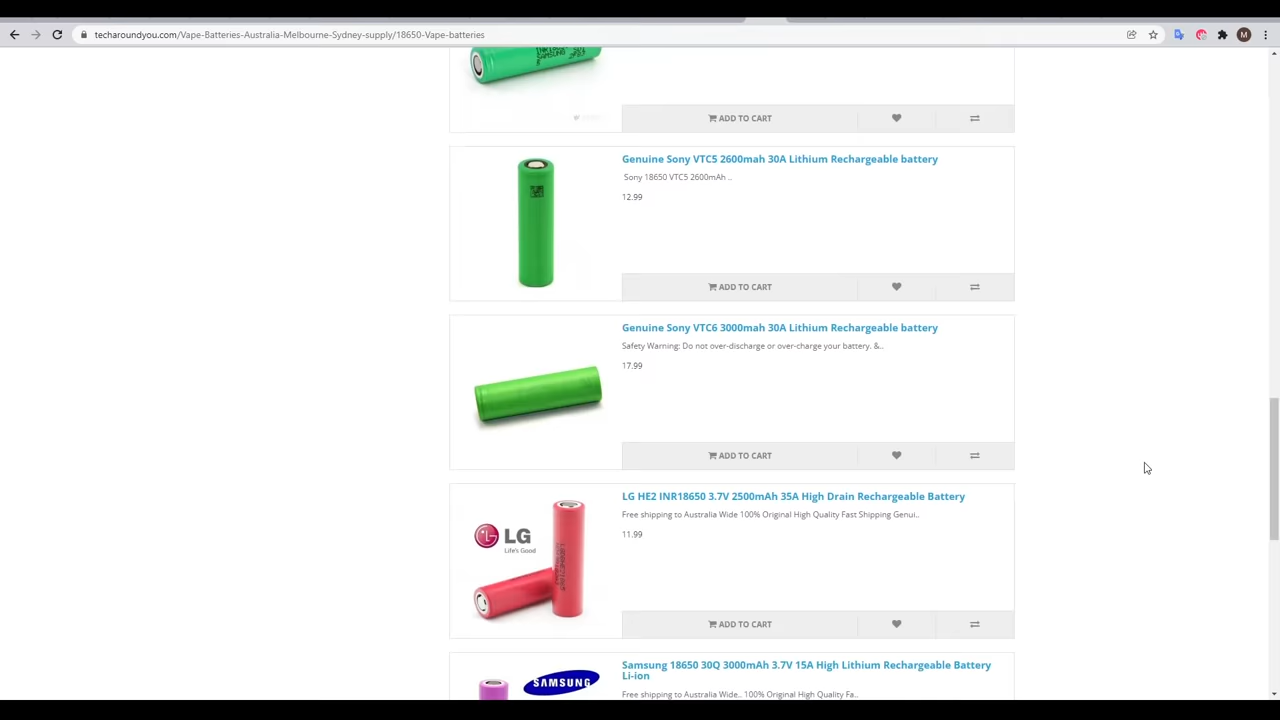 techaroundyou.com/Vape-Batteries-Australia-Melbourne-Sydney-supply/18650-Vape-batteries
M
SAMSUNG
ADD TO CART
Genuine Sony VTC5 2600mah 30A Lithium Rechargeable battery
Sony 18650 VTC5 2600mAh ..
12.99
ADD TO CART
Genuine Sony VTC6 3000mah 30A Lithium Rechargeable battery
Safety Warning: Do not over-discharge or over-charge your battery. &..
17.99
ADD TO CART
LG HE2 INR18650 3.7V 2500mAh 35A High Drain Rechargeable Battery
Free shipping to Australia Wide 100% Original High Quality Fast Shipping Genui..
11.99
LG
Life's Good
ADD TO CART
Samsung 18650 30Q 3000mAh 3.7V 15A High Lithium Rechargeable Battery
Li-ion
SAMSUNG
Free shipping to Australia Wide.. 100% Original High Quality Fa..